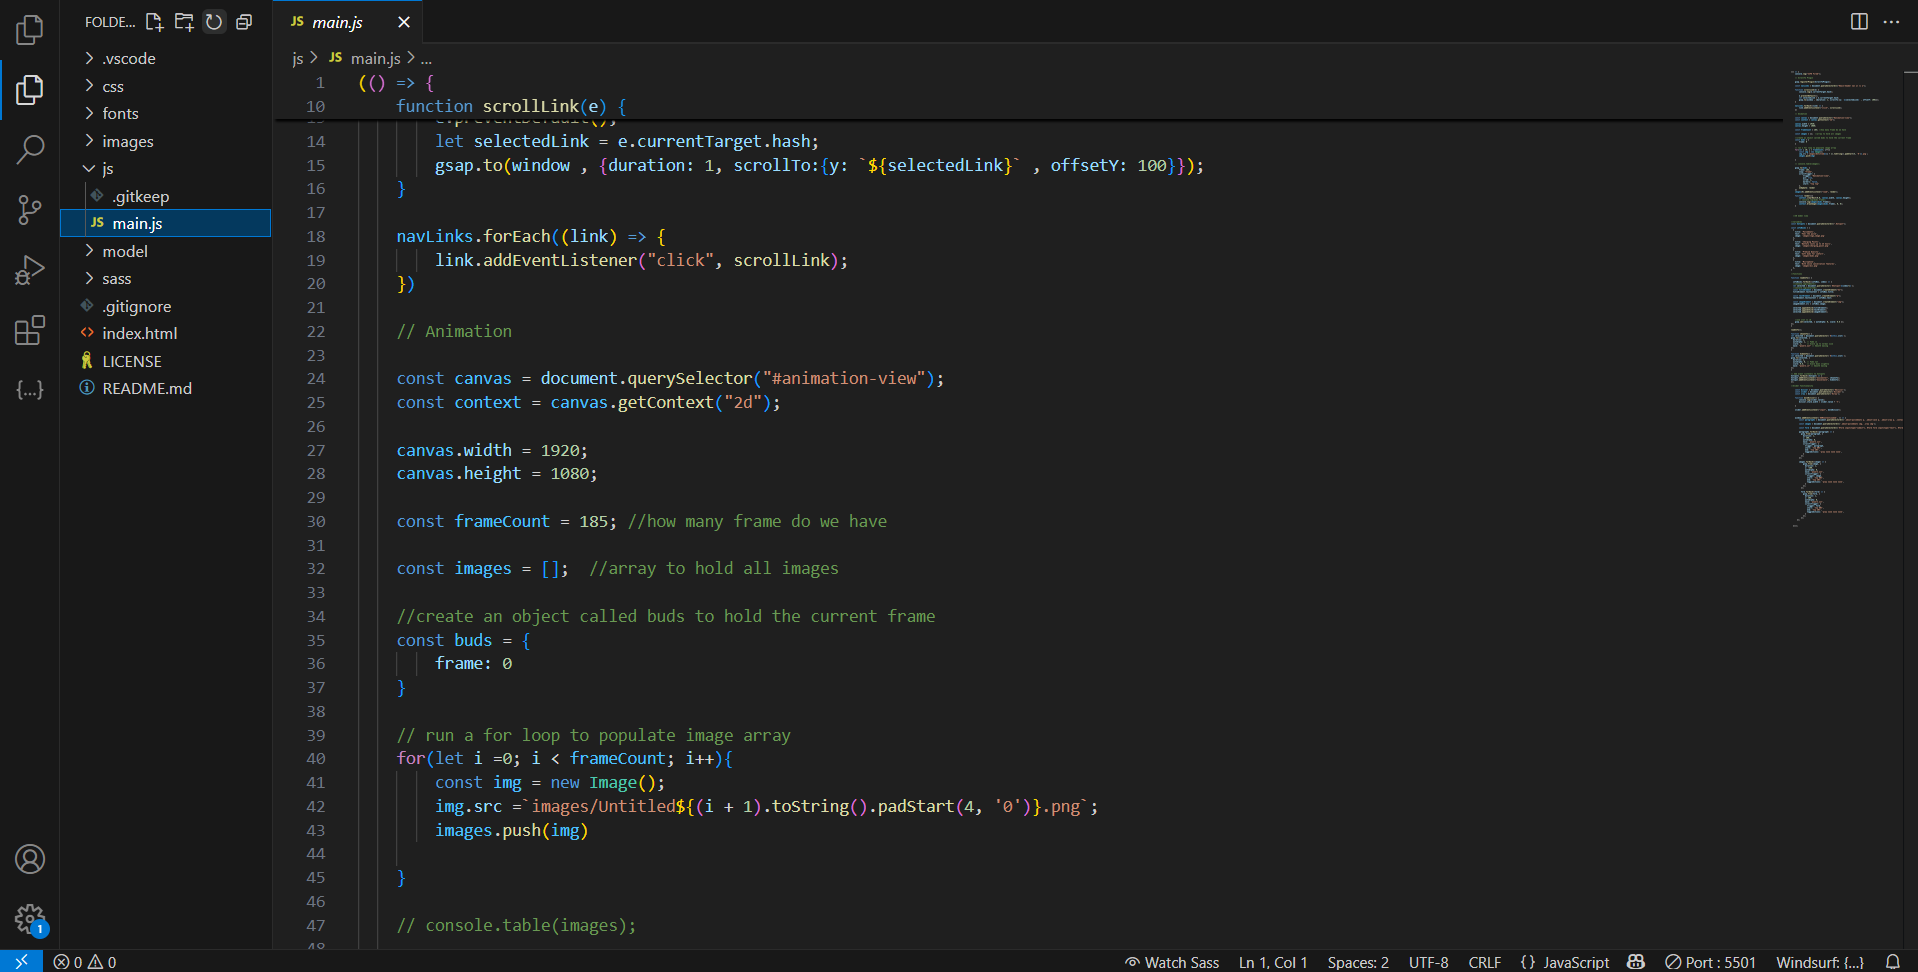 FOLDE...
.vscode
css
fonts
images
js
.gitkeep
JS main.js
model
sass
.gitignore
<> index.html
LICENSE
README.md
1
JS main.js
js > JS main.js > ...
1 (() => {
10 function scrollLink(e) {
14 let selectedLink = e.currentTarget.hash;
15 gsap.to(window , {duration: 1, scrollTo:{y: `${selectedLink}` , offsetY: 100}});
16 }
17
18 navLinks.forEach((link) => {
19 link.addEventListener("click", scrollLink);
20 })
21
22 // Animation
23
24 const canvas = document.querySelector("#animation-view");
25 const context = canvas.getContext("2d");
26
27 canvas.width = 1920;
28 canvas.height = 1080;
29
30 const frameCount = 185; //how many frame do we have
31
32 const images = []; //array to hold all images
33
34 //create an object called buds to hold the current frame
35 const buds = {
36 frame: 0
37 }
38
39 // run a for loop to populate image array
40 for(let i =0; i < frameCount; i++){
41 const img = new Image();
42 img.src =`images/Untitled${(i + 1).toString().padStart(4, '0')}.png`;
43 images.push(img)
44
45 }
46
47 // console.table(images);
0 0 Watch Sass Ln 1, Col 1 Spaces: 2 UTF-8 CRLF {} JavaScript Port : 5501 Windsurf: {...}